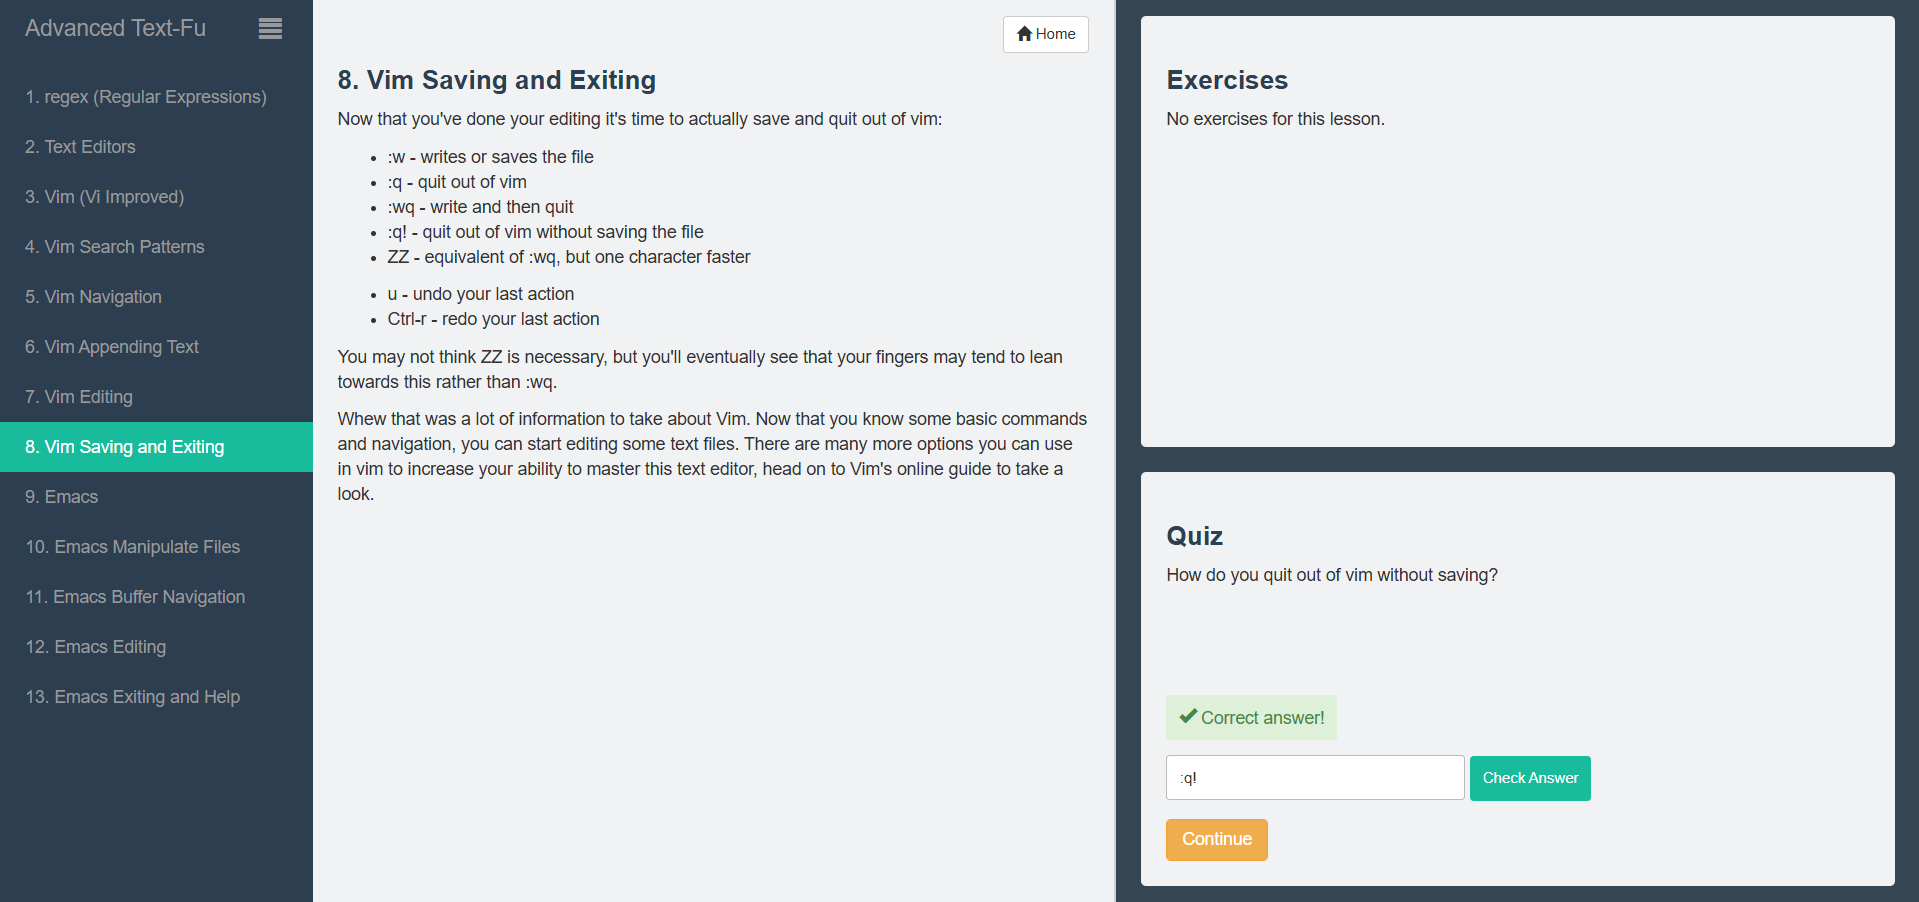 Advanced Text-Fu
1. regex (Regular Expressions)
2. Text Editors
3. Vim (Vi Improved)
4. Vim Search Patterns
5. Vim Navigation
6. Vim Appending Text
7. Vim Editing
8. Vim Saving and Exiting
9. Emacs
10. Emacs Manipulate Files
11. Emacs Buffer Navigation
12. Emacs Editing
13. Emacs Exiting and Help
Home
8. Vim Saving and Exiting
Now that you've done your editing it's time to actually save and quit out of vim:
• :w - writes or saves the file
• :q - quit out of vim
• :wq - write and then quit
• :q! - quit out of vim without saving the file
• ZZ - equivalent of :wq, but one character faster
• u - undo your last action
• Ctrl-r - redo your last action
You may not think ZZ is necessary, but you'll eventually see that your fingers may tend to lean
towards this rather than :wq.
Whew that was a lot of information to take about Vim. Now that you know some basic commands
and navigation, you can start editing some text files. There are many more options you can use
in vim to increase your ability to master this text editor, head on to Vim's online guide to take a
look.
Exercises
No exercises for this lesson.
Quiz
How do you quit out of vim without saving?
Correct answer!
:q!
Check Answer
Continue